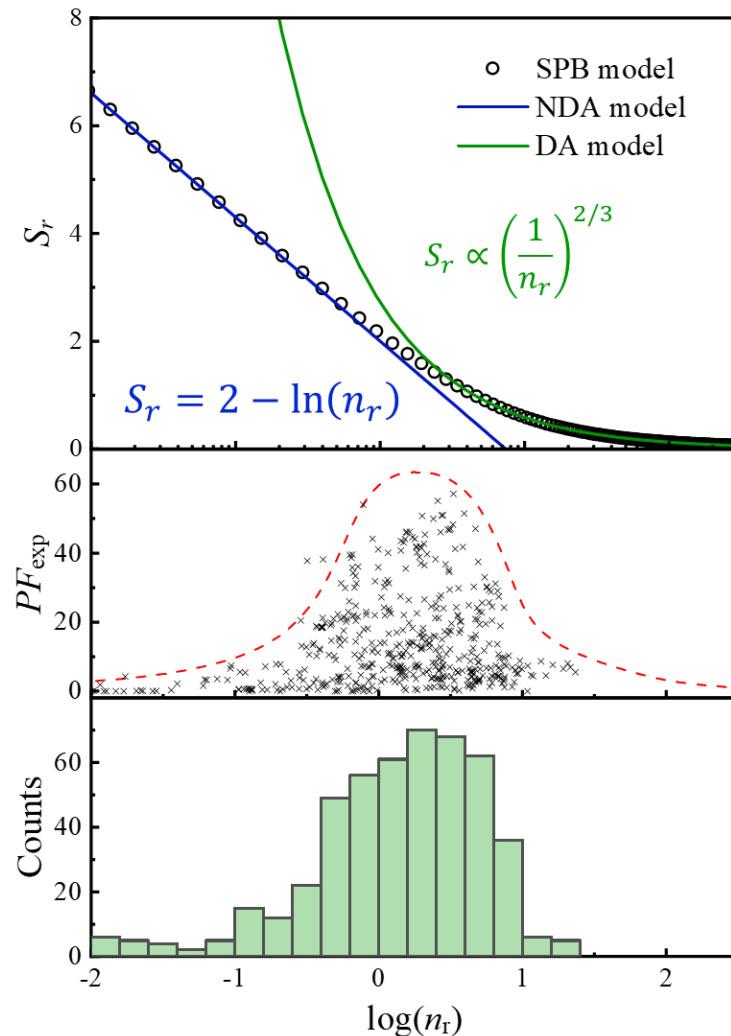 8
6
4
2
0
S_r
SPB model
NDA model
DA model
S_r ∝ (1/n_r)^{2/3}
S_r = 2 − ln(n_r)
60
40
20
0
PF_exp
60
40
20
0
Counts
-2 -1 0 1 2
log(n_r)